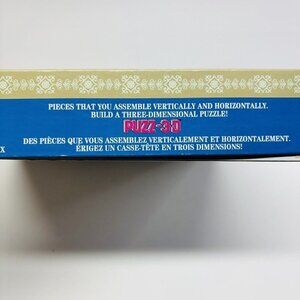 PIECES THAT YOU ASSEMBLE VERTICALLY AND HORIZONTALLY.
BUILD A THREE-DIMENSIONAL PUZZLE!
PUZZ-3D
DES PIÈCES QUE VOUS ASSEMBLEZ VERTICALEMENT ET HORIZONTALEMENT.
ÉRIGEZ UN CASSE-TÊTE EN TROIS DIMENSIONS!